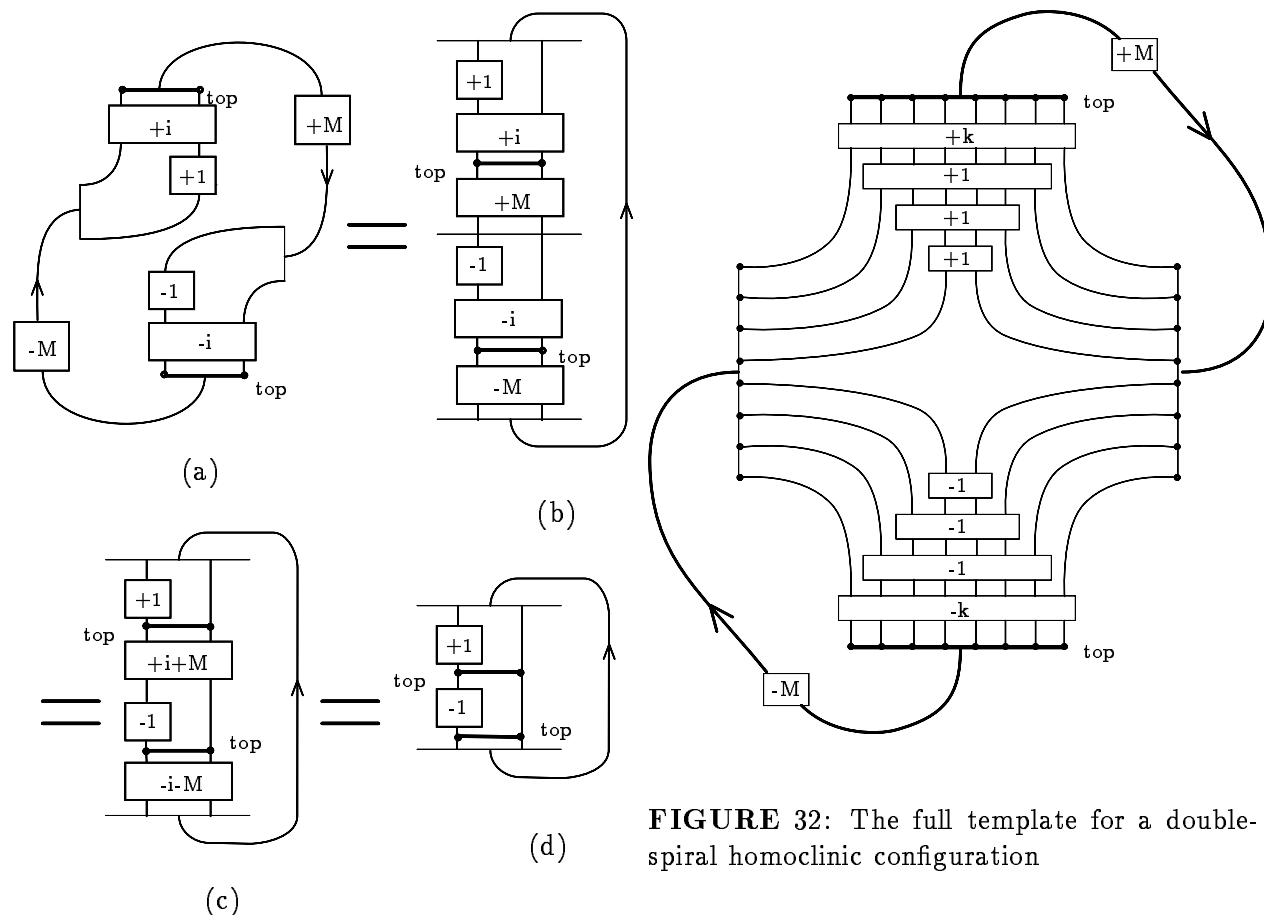 top
+i
+M
+1
-1
-M
-i
top
(a)
+1
+i
top
+M
-1
-i
top
-M
(b)
+1
top
+i+M
-1
top
-i-M
(c)
+1
top
-1
top
(d)
+M
top
+k
+1
+1
+1
-1
-1
-1
-k
top
-M
FIGURE 32: The full template for a double-
spiral homoclinic configuration